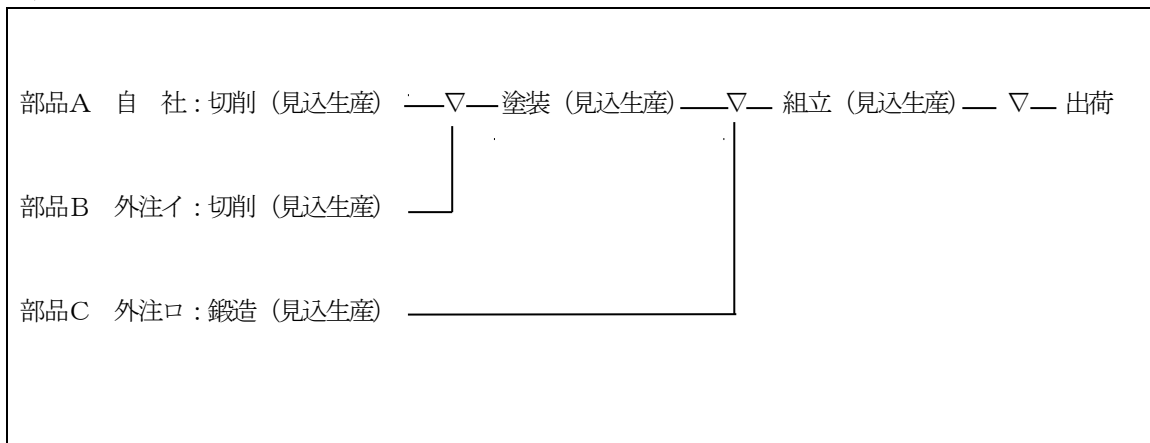 部品A 自 社：切削（見込生産） ▽ 塗装（見込生産） ▽ 組立（見込生産） ▽ 出荷
部品B 外注イ：切削（見込生産）
部品C 外注ロ：鍛造（見込生産）